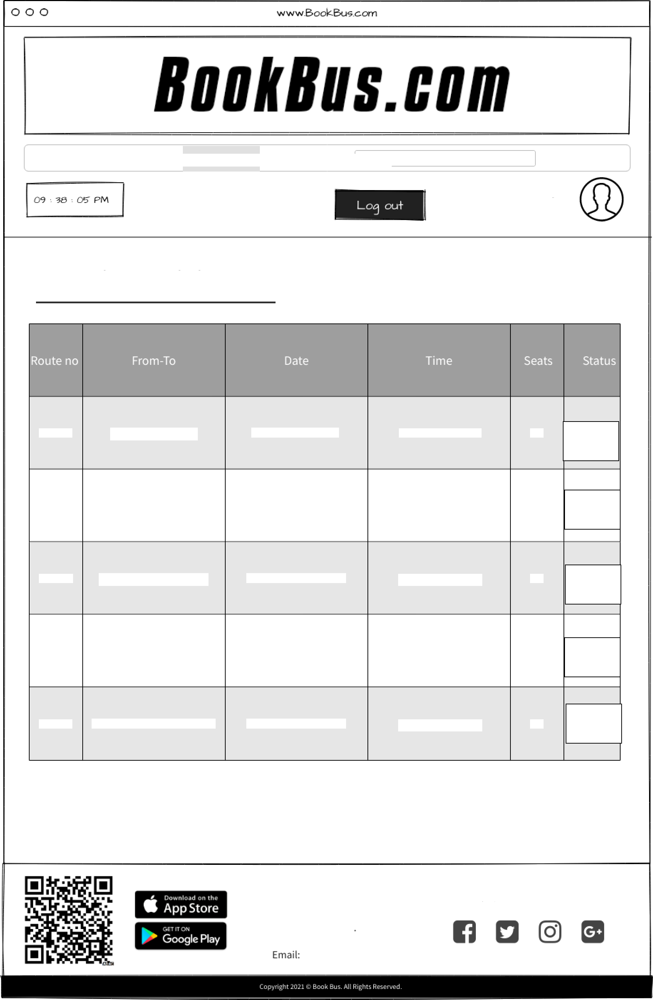 www.BookBus.com
BookBus.com
09 : 38 : 05 PM
Log out
Route no From-To Date Time Seats Status
Download on the
App Store
GET IT ON
Google Play
Email:
Copyright 2021 © Book Bus. All Rights Reserved.